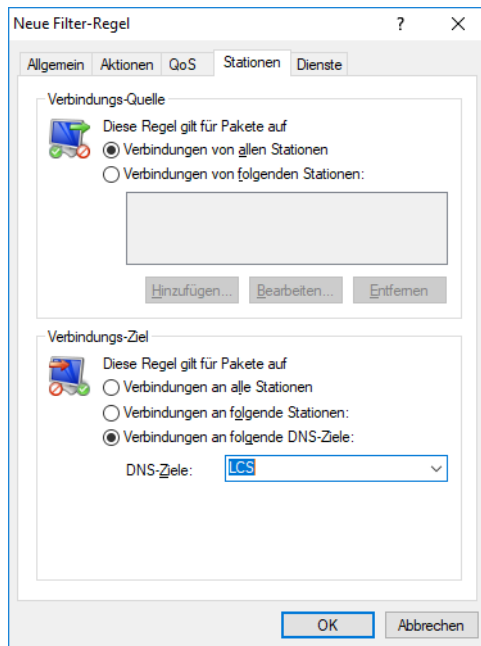 Neue Filter-Regel ?
Allgemein Aktionen QoS Stationen Dienste
Verbindungs-Quelle
Diese Regel gilt für Pakete auf
Verbindungen von allen Stationen
Verbindungen von folgenden Stationen:
Hinzufügen... Bearbeiten... Entfernen
Verbindungs-Ziel
Diese Regel gilt für Pakete auf
Verbindungen an alle Stationen
Verbindungen an folgende Stationen:
Verbindungen an folgende DNS-Ziele:
DNS-Ziele: LCS
OK Abbrechen